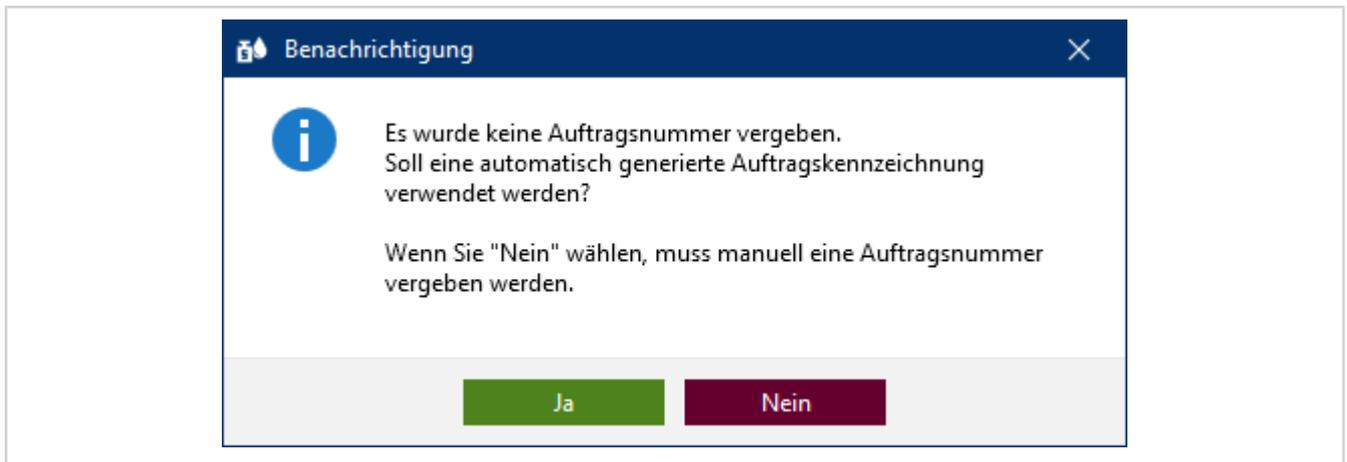 Benachrichtigung
Es wurde keine Auftragsnummer vergeben.
Soll eine automatisch generierte Auftragskennzeichnung
verwendet werden?
Wenn Sie "Nein" wählen, muss manuell eine Auftragsnummer
vergeben werden.
Ja
Nein